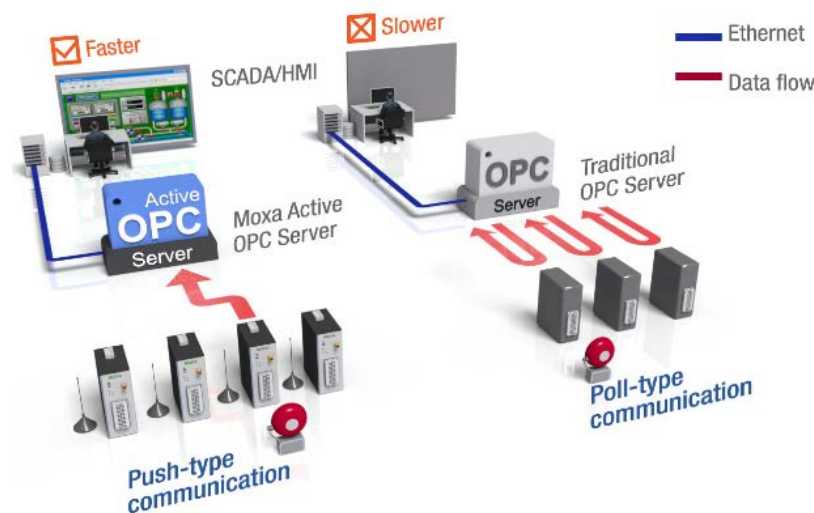 Faster
SCADA/HMI
Active
OPC
Server
Moxa Active
OPC Server
Push-type
communication
Slower
OPC
Server
Traditional
OPC Server
Poll-type
communication
Ethernet
Data flow